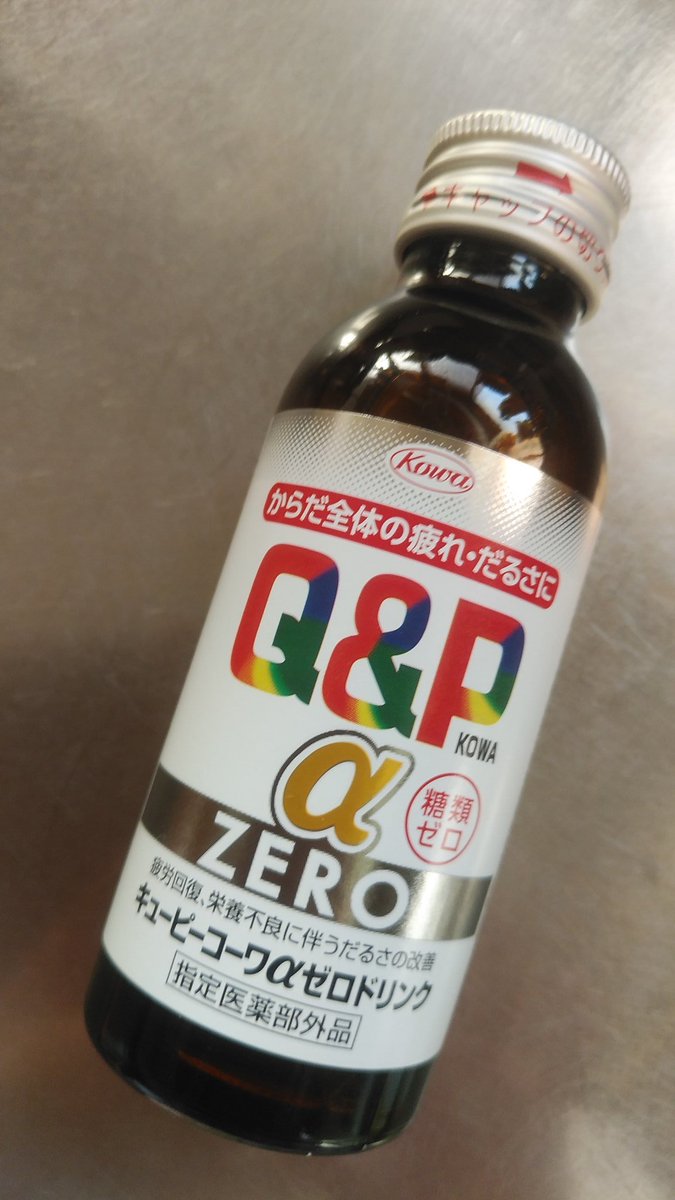 キャップの切り
Kowa
からだ全体の疲れ・だるさに
Q&P
KOWA
α
糖類
ゼロ
ZERO
疲労回復、栄養不良に伴うだるさの改善
キューピーコーワαゼロドリンク
指定医薬部外品